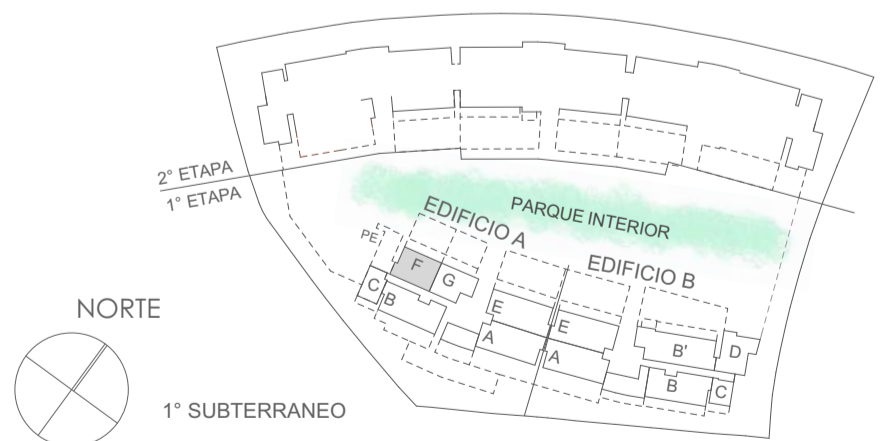 2° ETAPA
1° ETAPA
PARQUE INTERIOR
EDIFICIO A
EDIFICIO B
PE
F
G
C
B
E
E
A
A
B'
D
B
C
NORTE
1° SUBTERRANEO